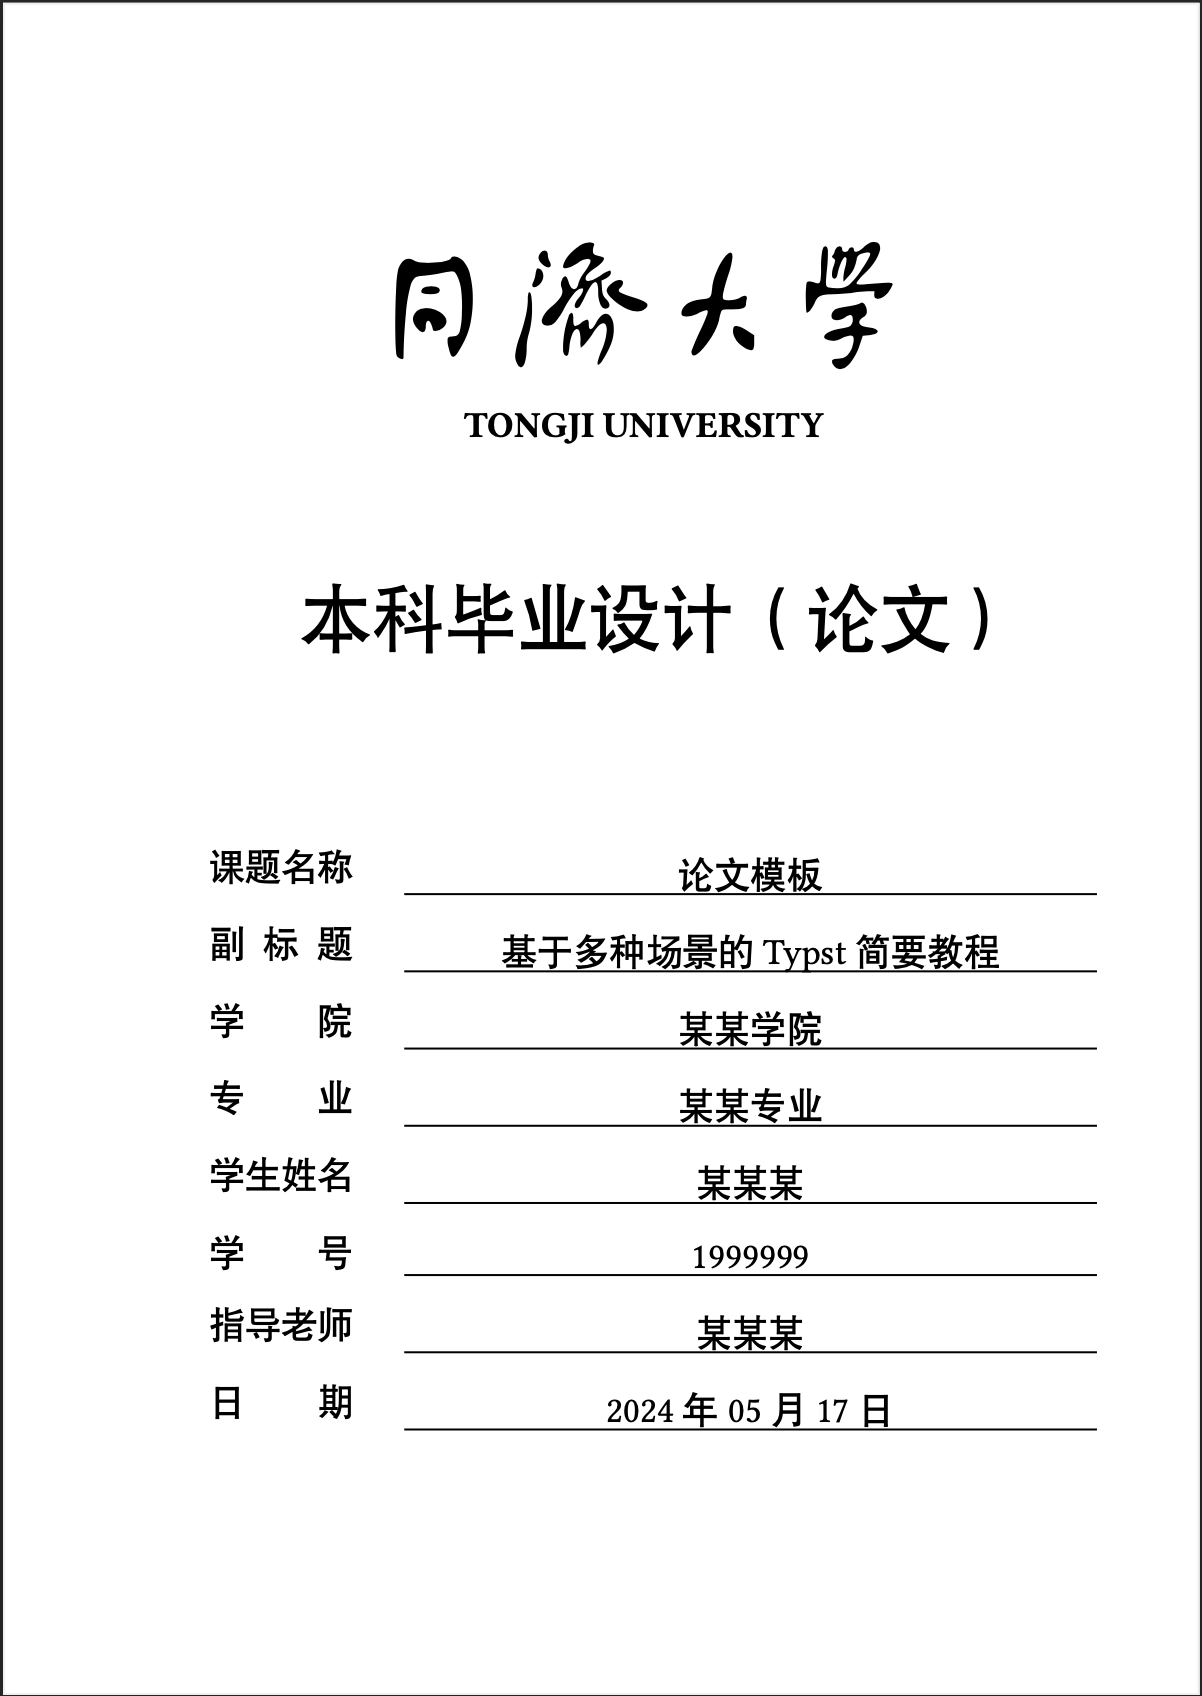 同濟大學
TONGJI UNIVERSITY
本科毕业设计（论文）
课题名称 论文模板
副标题 基于多种场景的 Typst 简要教程
学院 某某学院
专业 某某专业
学生姓名 某某某
学号 1999999
指导老师 某某某
日期 2024 年 05 月 17 日